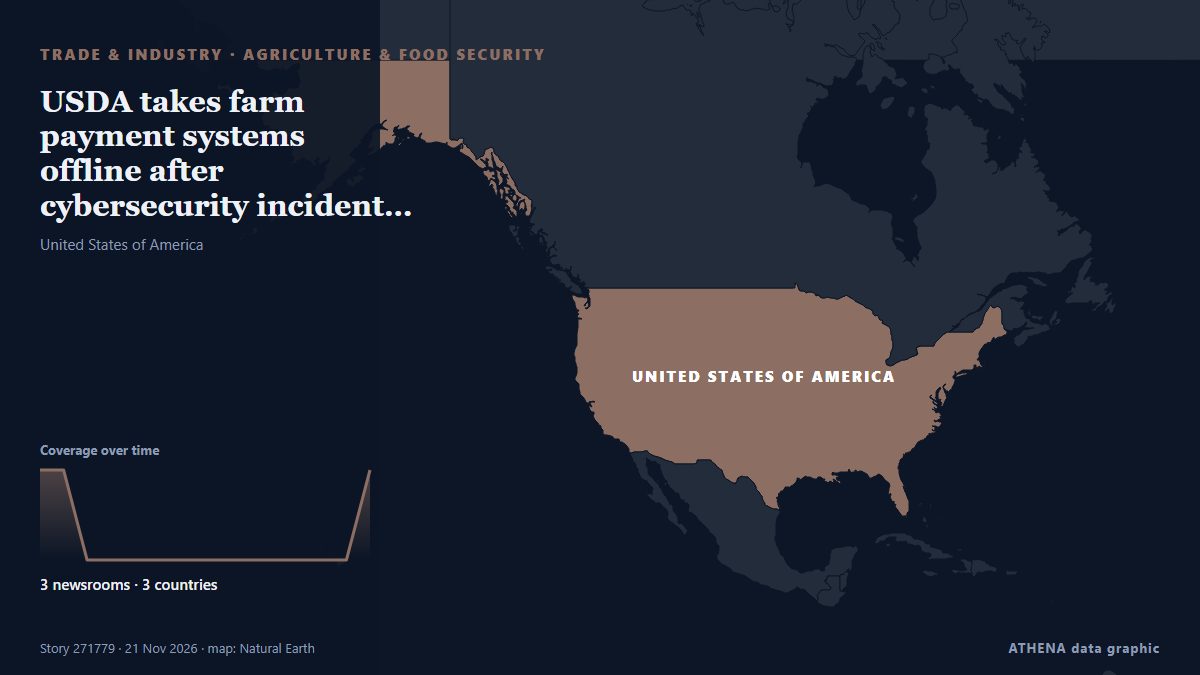 TRADE & INDUSTRY · AGRICULTURE & FOOD SECURITY
USDA takes farm
payment systems
offline after
cybersecurity incident…
United States of America
UNITED STATES OF AMERICA
Coverage over time
3 newsrooms · 3 countries
Story 271779 · 21 Nov 2026 · map: Natural Earth
ATHENA data graphic